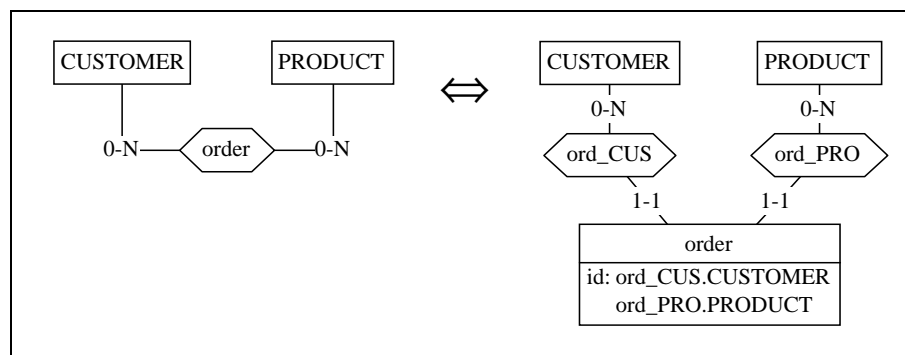 CUSTOMER PRODUCT
0-N order 0-N
⇔
CUSTOMER PRODUCT
0-N 0-N
ord_CUS ord_PRO
1-1 1-1
order
id: ord_CUS.CUSTOMER
ord_PRO.PRODUCT